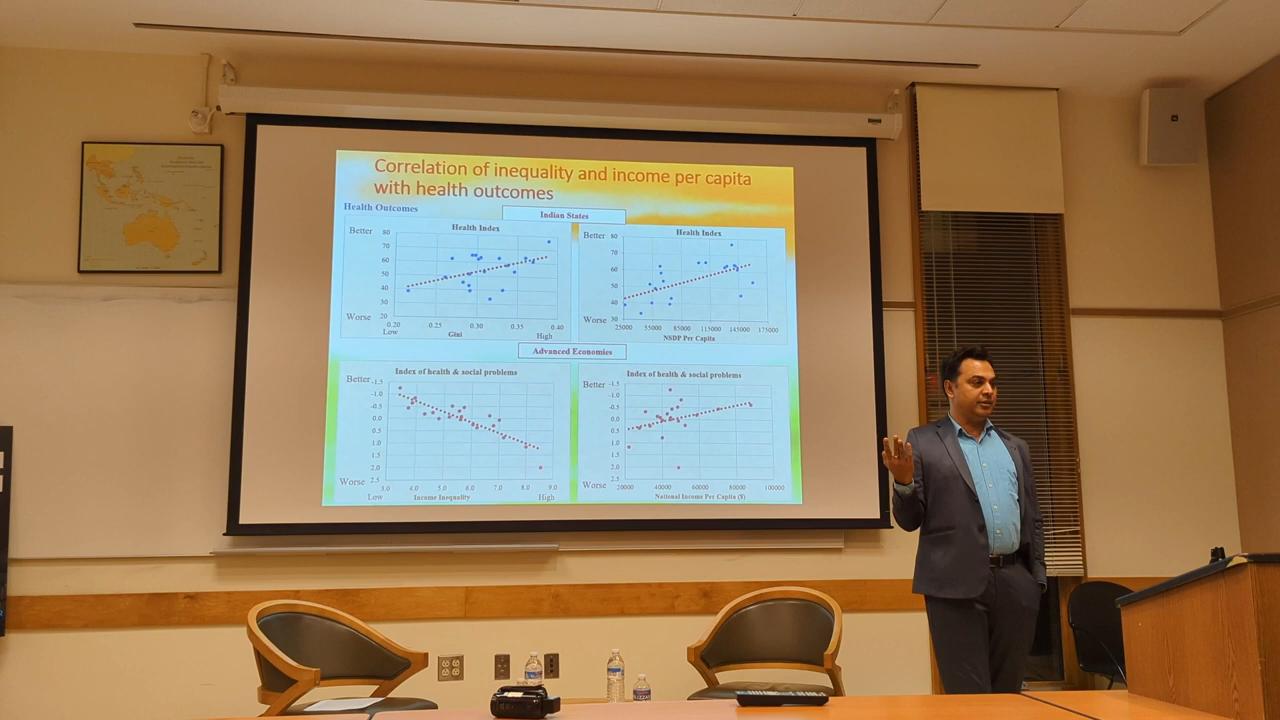 Correlation of inequality and income per capita
with health outcomes
Health Outcomes
Indian States
Health Index
Better
80
70
60
50
40
30
20
Worse
0.20 0.25 0.30 0.35 0.40
Low Gini High
Health Index
Better
80
70
60
50
40
30
Worse
25000 55000 85000 115000 145000 175000
NSDP Per Capita
Advanced Economies
Index of health & social problems
Better
-1.5
-1.0
-0.5
0.0
0.5
1.0
1.5
2.0
2.5
Worse
3.0 4.0 5.0 6.0 7.0 8.0 9.0
Low Income Inequality High
Index of health & social problems
Better
-1.5
-1.0
-0.5
0.0
0.5
1.0
1.5
2.0
2.5
Worse
20000 40000 60000 80000 100000
National Income Per Capita ($)